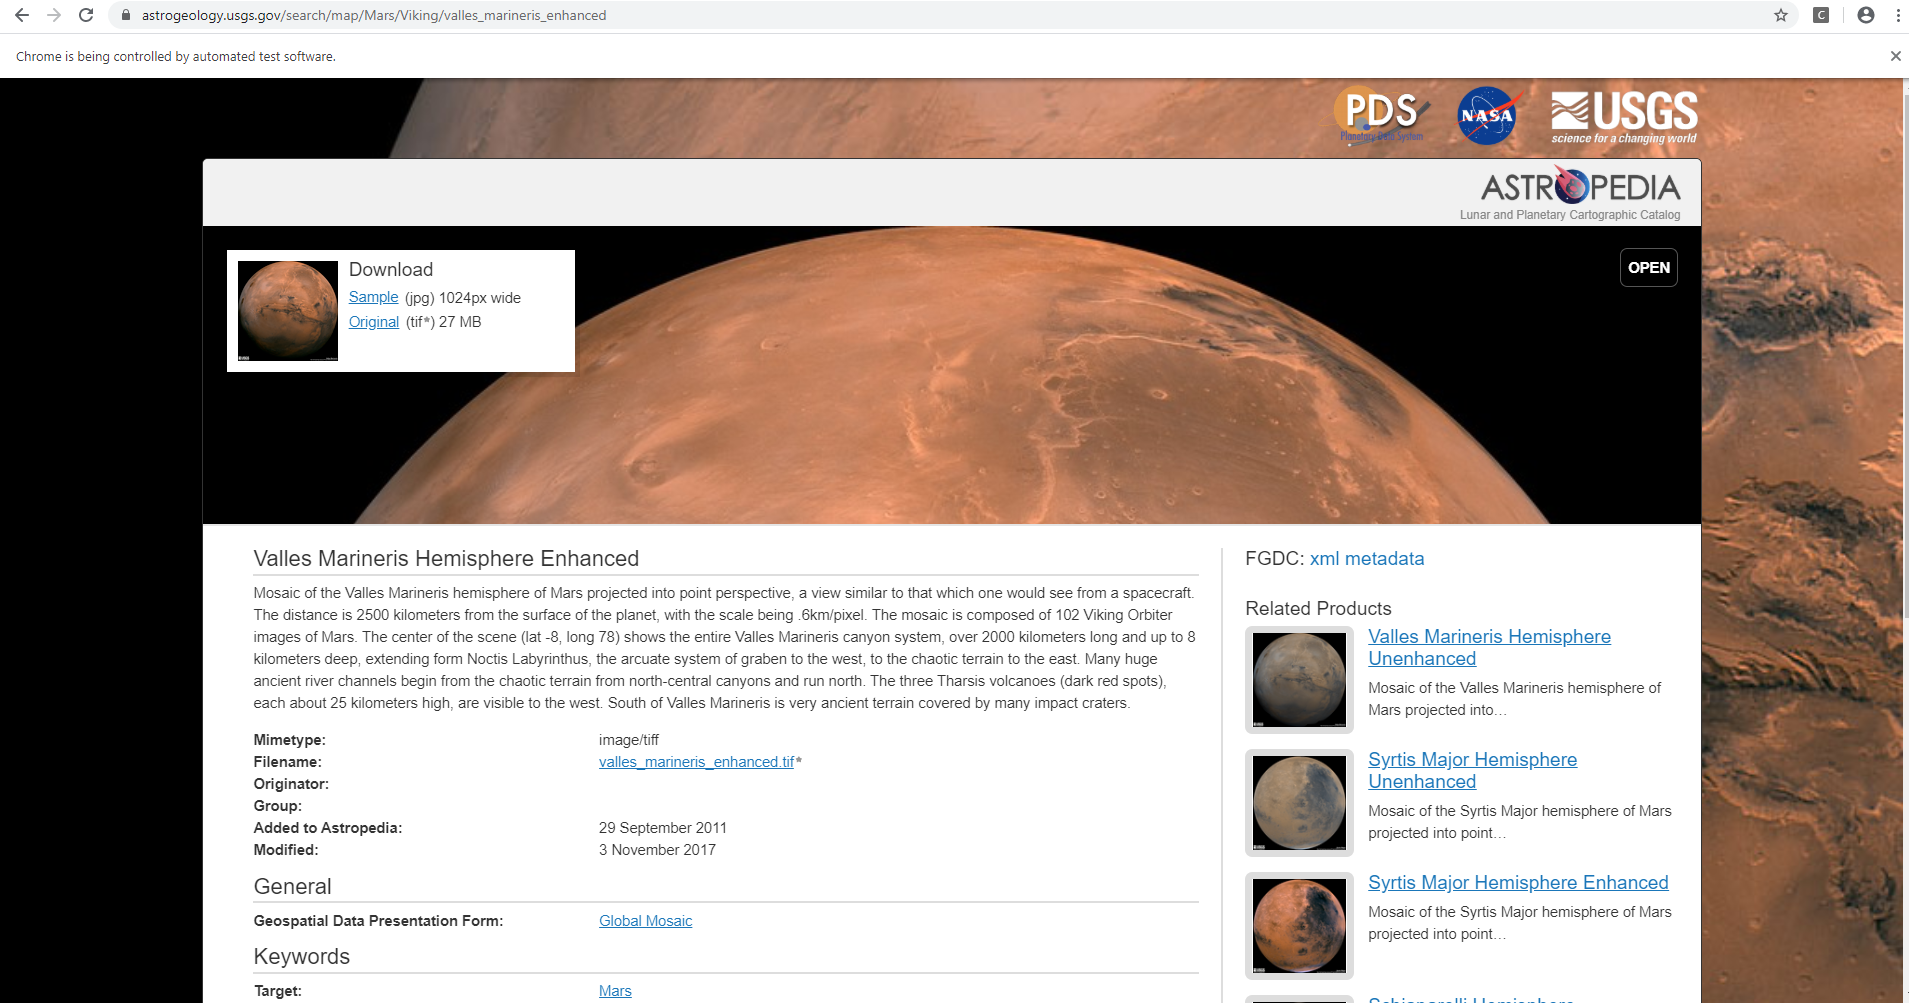 astrogeology.usgs.gov/search/map/Mars/Viking/valles_marineris_enhanced
C
Chrome is being controlled by automated test software.
PDS
Planetary Data System
NASA
USGS
science for a changing world
ASTROPEDIA
Lunar and Planetary Cartographic Catalog
Download
Sample (jpg) 1024px wide
Original (tif*) 27 MB
OPEN
Valles Marineris Hemisphere Enhanced
Mosaic of the Valles Marineris hemisphere of Mars projected into point perspective, a view similar to that which one would see from a spacecraft.
The distance is 2500 kilometers from the surface of the planet, with the scale being .6km/pixel. The mosaic is composed of 102 Viking Orbiter
images of Mars. The center of the scene (lat -8, long 78) shows the entire Valles Marineris canyon system, over 2000 kilometers long and up to 8
kilometers deep, extending form Noctis Labyrinthus, the arcuate system of graben to the west, to the chaotic terrain to the east. Many huge
ancient river channels begin from the chaotic terrain from north-central canyons and run north. The three Tharsis volcanoes (dark red spots),
each about 25 kilometers high, are visible to the west. South of Valles Marineris is very ancient terrain covered by many impact craters.
Mimetype: image/tiff
Filename: valles_marineris_enhanced.tif*
Originator:
Group:
Added to Astropedia: 29 September 2011
Modified: 3 November 2017
General
Geospatial Data Presentation Form: Global Mosaic
Keywords
Target: Mars
FGDC: xml metadata
Related Products
Valles Marineris Hemisphere
Unenhanced
Mosaic of the Valles Marineris hemisphere of
Mars projected into…
Syrtis Major Hemisphere
Unenhanced
Mosaic of the Syrtis Major hemisphere of Mars
projected into point…
Syrtis Major Hemisphere Enhanced
Mosaic of the Syrtis Major hemisphere of Mars
projected into point…
Schiaparelli Hemisphere